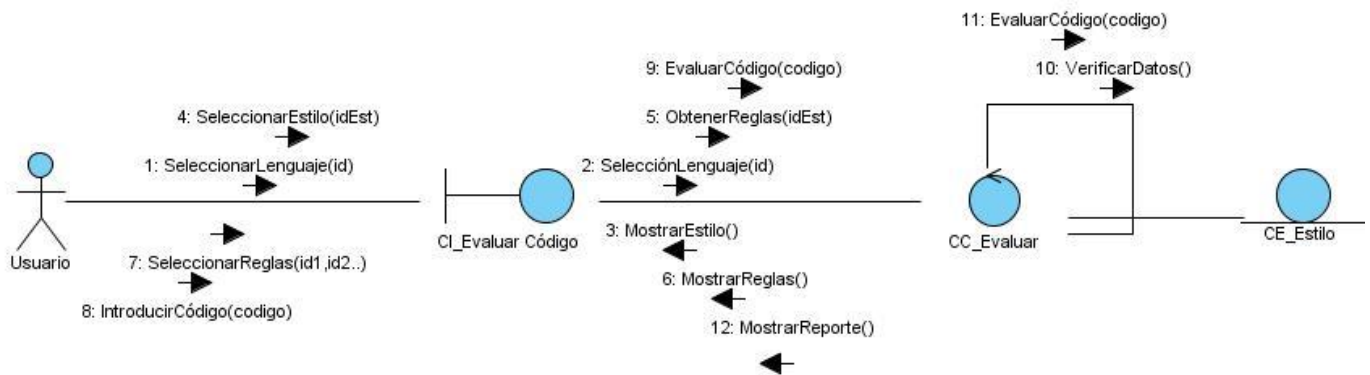 11: EvaluarCódigo(codigo)
9: EvaluarCódigo(codigo)
10: VerificarDatos()
4: SeleccionarEstilo(idEst)
5: ObtenerReglas(idEst)
1: SeleccionarLenguaje(id)
2: SelecciónLenguaje(id)
3: MostrarEstilo()
CI_Evaluar Código
CC_Evaluar
CE_Estilo
Usuario
7: SeleccionarReglas(id1,id2..)
6: MostrarReglas()
8: IntroducirCódigo(codigo)
12: MostrarReporte()